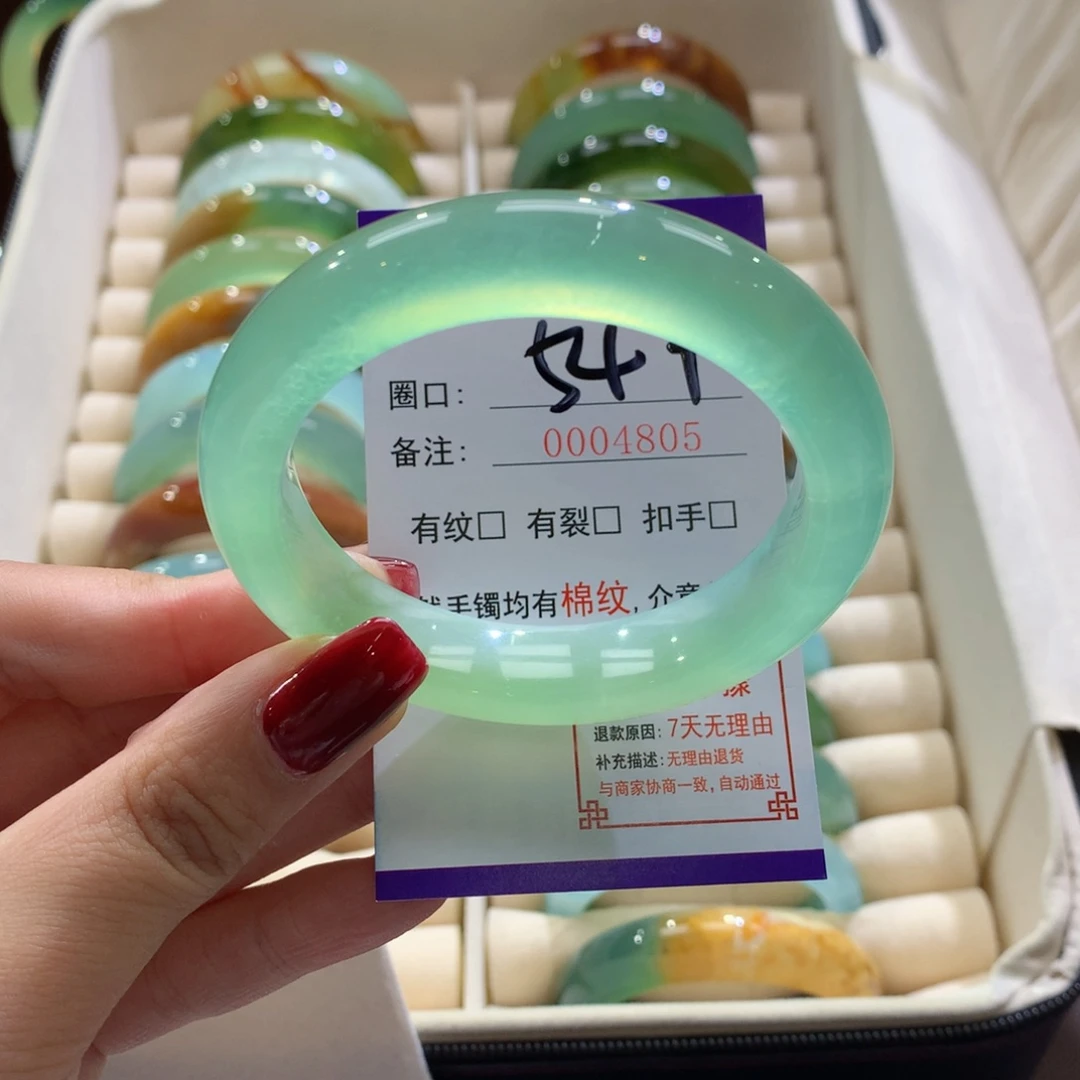 圈口: 54
备注: 0004805
有纹□ 有裂□ 扣手□
手镯均有棉纹, 介意
退款原因: 7天无理由
补充描述: 无理由退货
与商家协商一致, 自动通过